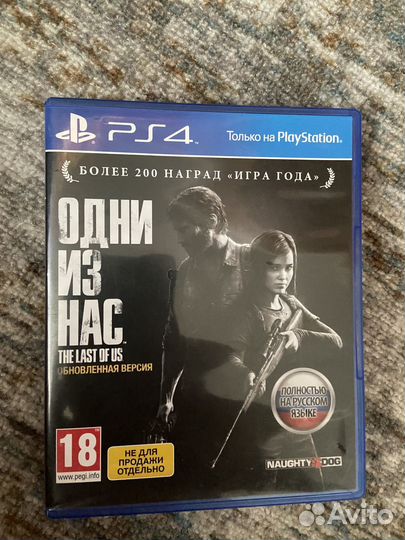 PS4
Только на PlayStation.
БОЛЕЕ 200 НАГРАД «ИГРА ГОДА»
ОДНИ
ИЗ
НАС
THE LAST OF US
ОБНОВЛЕННАЯ ВЕРСИЯ
ПОЛНОСТЬЮ
НА РУССКОМ
ЯЗЫКЕ
18
www.pegi.info
НЕ ДЛЯ
ПРОДАЖИ
ОТДЕЛЬНО
NAUGHTY DOG
Avito